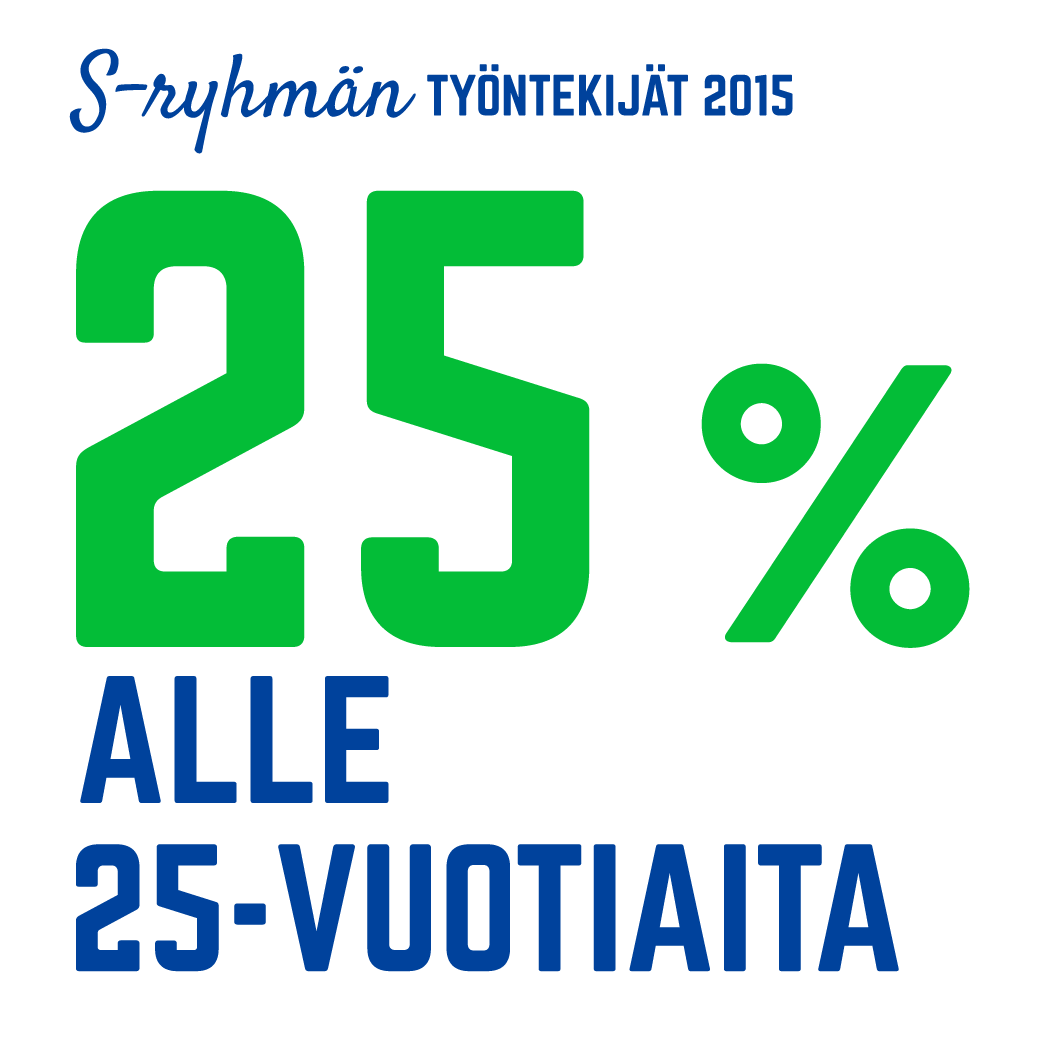 S-ryhmän TYÖNTEKIJÄT 2015
25 %
ALLE
25-VUOTIAITA